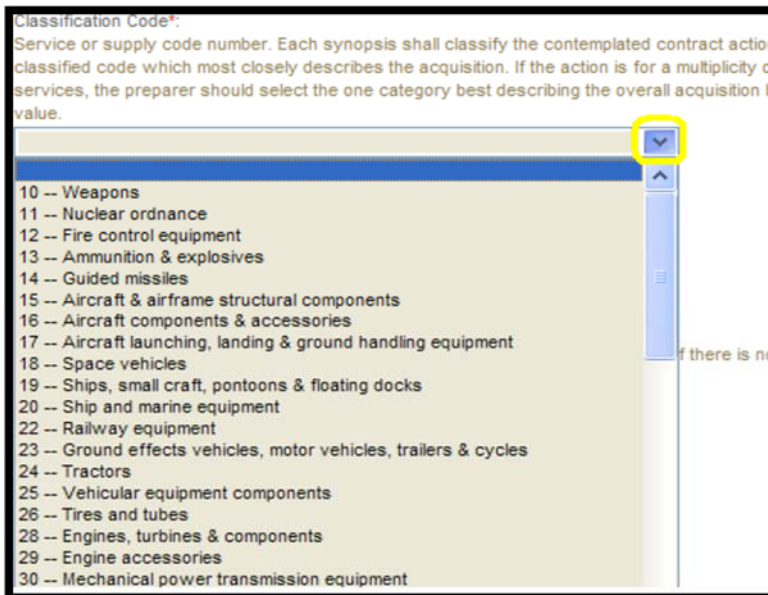 Classification Code*:
Service or supply code number. Each synopsis shall classify the contemplated contract action
classified code which most closely describes the acquisition. If the action is for a multiplicity
services, the preparer should select the one category best describing the overall acquisition
value.
10 -- Weapons
11 -- Nuclear ordnance
12 -- Fire control equipment
13 -- Ammunition & explosives
14 -- Guided missiles
15 -- Aircraft & airframe structural components
16 -- Aircraft components & accessories
17 -- Aircraft launching, landing & ground handling equipment
18 -- Space vehicles
f there is
19 -- Ships, small craft, pontoons & floating docks
20 -- Ship and marine equipment
22 -- Railway equipment
23 -- Ground effects vehicles, motor vehicles, trailers & cycles
24 -- Tractors
25 -- Vehicular equipment components
26 -- Tires and tubes
28 -- Engines, turbines & components
29 -- Engine accessories
30 -- Mechanical power transmission equipment